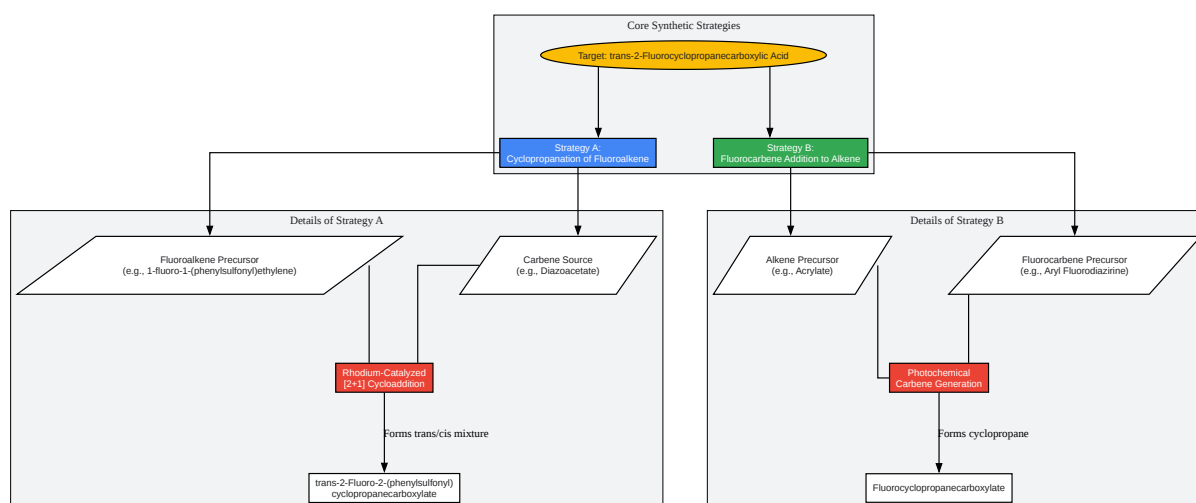 Core Synthetic Strategies
Target: trans-2-Fluorocyclopropanecarboxylic Acid
Strategy A:
Cyclopropanation of Fluoroalkene
Strategy B:
Fluorocarbene Addition to Alkene
Details of Strategy A
Fluoroalkene Precursor
(e.g., 1-fluoro-1-(phenylsulfonyl)ethylene)
Carbene Source
(e.g., Diazoacetate)
Rhodium-Catalyzed
[2+1] Cycloaddition
Forms trans/cis mixture
trans-2-Fluoro-2-(phenylsulfonyl)
cyclopropanecarboxylate
Details of Strategy B
Alkene Precursor
(e.g., Acrylate)
Fluorocarbene Precursor
(e.g., Aryl Fluorodiazirine)
Photochemical
Carbene Generation
Forms cyclopropane
Fluorocyclopropanecarboxylate